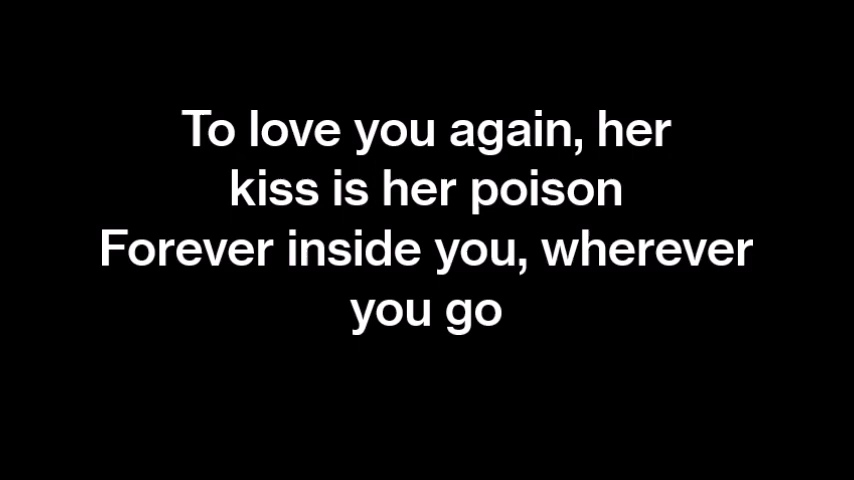 To love you again, her
kiss is her poison
Forever inside you, wherever
you go